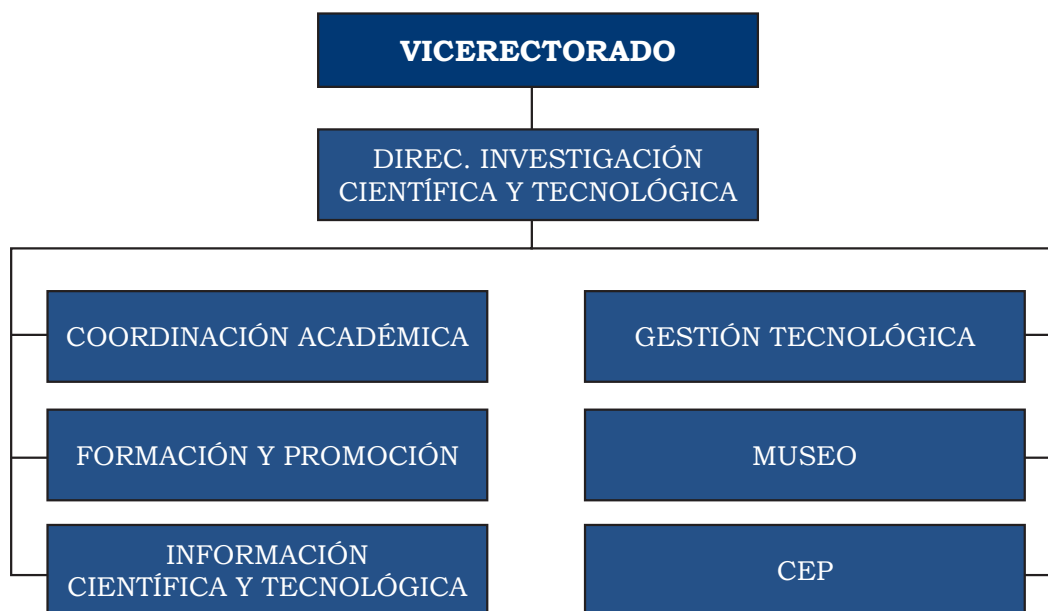 VICERECTORADO
DIREC. INVESTIGACIÓN
CIENTÍFICA Y TECNOLÓGICA
COORDINACIÓN ACADÉMICA
GESTIÓN TECNOLÓGICA
FORMACIÓN Y PROMOCIÓN
MUSEO
INFORMACIÓN
CIENTÍFICA Y TECNOLÓGICA
CEP